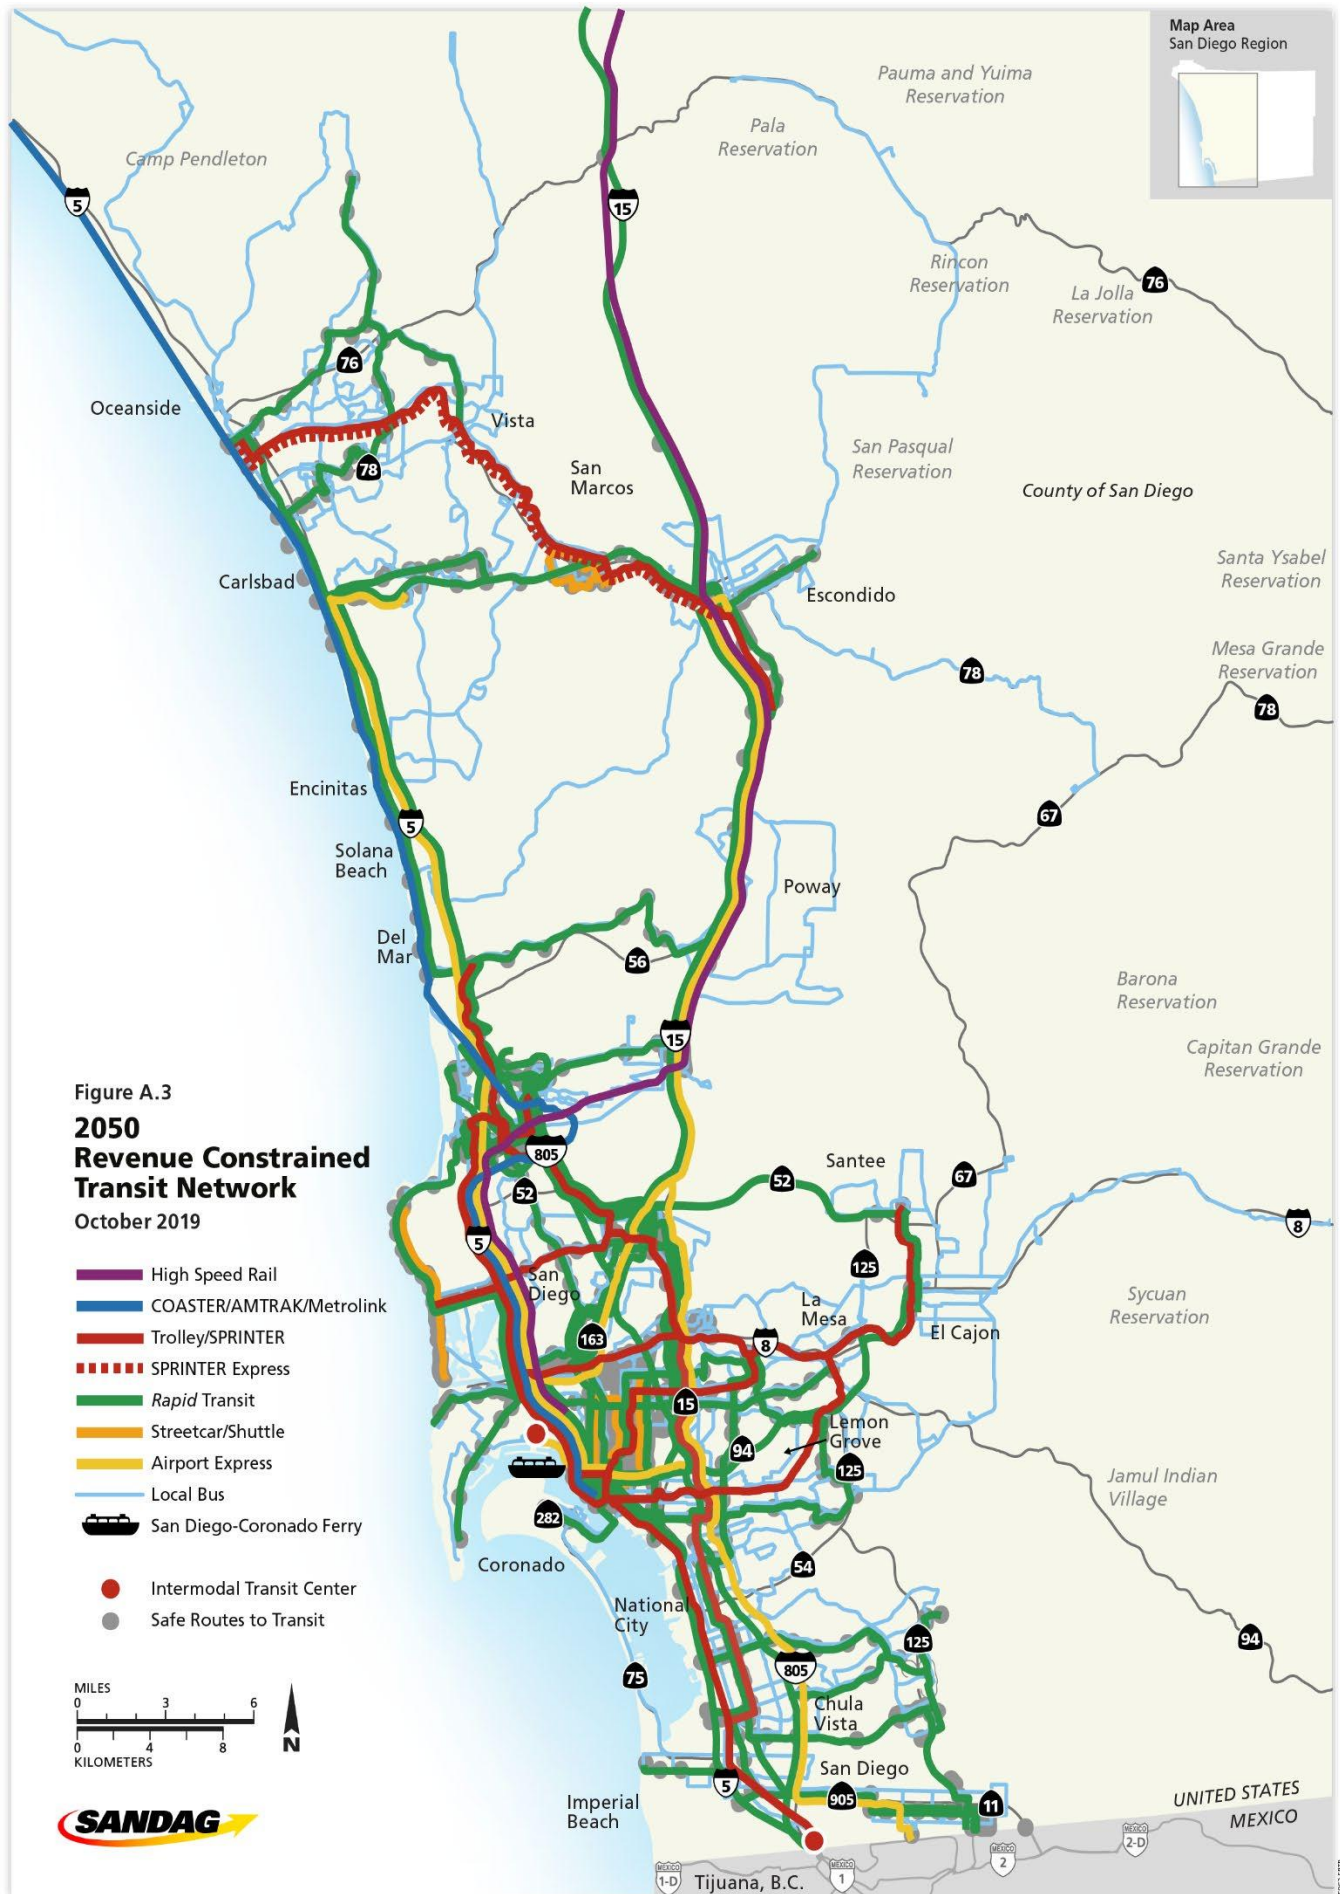 Map Area
San Diego Region
Pauma and Yuima
Reservation
Pala
Reservation
Camp Pendleton
5
15
Rincon
Reservation
La Jolla
Reservation
76
76
Oceanside
Vista
78
San
Marcos
San Pasqual
Reservation
County of San Diego
Santa Ysabel
Reservation
Carlsbad
Escondido
Mesa Grande
Reservation
78
78
Encinitas
5
67
Solana
Beach
Poway
Del
Mar
56
Barona
Reservation
15
Capitan Grande
Reservation
Figure A.3
2050
Revenue Constrained
Transit Network
October 2019
805
Santee
52
52
67
8
5
125
San
Diego
La
Mesa
Sycuan
Reservation
163
8
El Cajon
15
Lemon
Grove
94
125
Jamul Indian
Village
High Speed Rail
COASTER/AMTRAK/Metrolink
Trolley/SPRINTER
SPRINTER Express
Rapid Transit
Streetcar/Shuttle
Airport Express
Local Bus
San Diego-Coronado Ferry
Intermodal Transit Center
Safe Routes to Transit
282
Coronado
54
National
City
125
94
75
805
Chula
Vista
MILES
0 3 6
0 4 8
KILOMETERS
N
San Diego
5
905
11
Imperial
Beach
UNITED STATES
MEXICO
SANDAG
MEXICO
1-D
Tijuana, B.C.
MEXICO
1
MEXICO
2
MEXICO
2-D